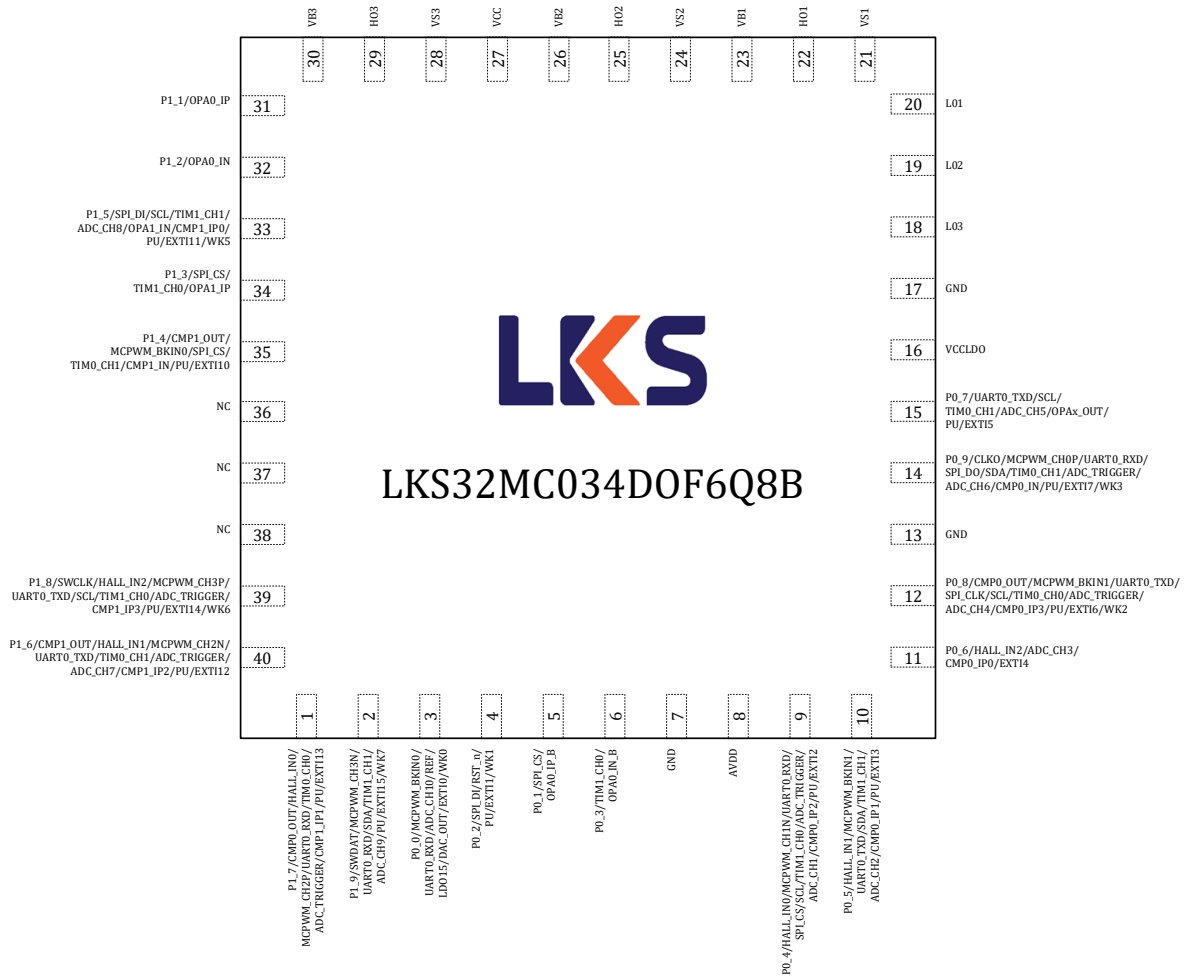 VB3
HO3
VS3
VCC
VB2
HO2
VS2
VB1
HO1
VS1
30
29
28
27
26
25
24
23
22
21
P1_1/OPA0_IP
31
P1_2/OPA0_IN
32
P1_5/SPI_DI/SCL/TIM1_CH1/
ADC_CH8/OPA1_IN/CMP1_IP0/
PU/EXTI11/WK5
33
P1_3/SPI_CS/
TIM1_CH0/OPA1_IP
34
P1_4/CMP1_OUT/
MCPWM_BKIN0/SPI_CS/
TIM0_CH1/CMP1_IN/PU/EXTI10
35
NC
36
NC
37
NC
38
P1_8/SWCLK/HALL_IN2/MCPWM_CH3P/
UART0_TXD/SCL/TIM1_CH0/ADC_TRIGGER/
CMP1_IP3/PU/EXTI14/WK6
39
P1_6/CMP1_OUT/HALL_IN1/MCPWM_CH2N/
UART0_TXD/TIM0_CH1/ADC_TRIGGER/
ADC_CH7/CMP1_IP2/PU/EXTI12
40
LKS
LKS32MC034DOF6Q8B
20
LO1
19
LO2
18
LO3
17
GND
16
VCCLDO
15
P0_7/UART0_TXD/SCL/
TIM0_CH1/ADC_CH5/OPAx_OUT/
PU/EXTI5
14
P0_9/CLKO/MCPWM_CH0P/UART0_RXD/
SPI_DO/SDA/TIM0_CH1/ADC_TRIGGER/
ADC_CH6/CMP0_IN/PU/EXTI7/WK3
13
GND
12
P0_8/CMP0_OUT/MCPWM_BKIN1/UART0_TXD/
SPI_CLK/SCL/TIM0_CH0/ADC_TRIGGER/
ADC_CH4/CMP0_IP3/PU/EXTI6/WK2
11
P0_6/HALL_IN2/ADC_CH3/
CMP0_IP0/EXTI4
1
2
3
4
5
6
7
8
9
10
P1_7/CMP0_OUT/HALL_IN0/
MCPWM_CH2P/UART0_RXD/TIM0_CH0/
ADC_TRIGGER/CMP1_IP1/PU/EXTI13
P1_9/SWDAT/MCPWM_CH3N/
UART0_RXD/SDA/TIM1_CH1/
ADC_CH9/PU/EXTI15/WK7
P0_0/MCPWM_BKIN0/
UART0_RXD/ADC_CH10/REF/
LDO15/DAC_OUT/EXTI0/WK0
P0_2/SPI_DI/RST_n/
PU/EXTI1/WK1
P0_1/SPI_CS/
OPA0_IP_B
P0_3/TIM1_CH0/
OPA0_IN_B
GND
AVDD
P0_4/HALL_IN0/MCPWM_CH1N/UART0_RXD/
SPI_CS/SCL/TIM1_CH0/ADC_TRIGGER/
ADC_CH1/CMP0_IP2/PU/EXTI2
P0_5/HALL_IN1/MCPWM_BKIN1/
UART0_TXD/SDA/TIM1_CH1/
ADC_CH2/CMP0_IP1/PU/EXTI3